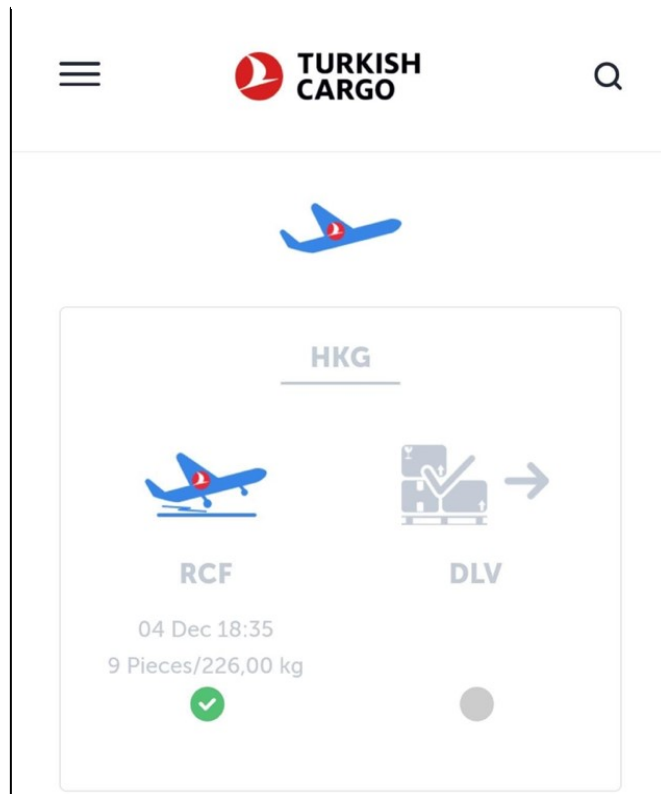 TURKISH
CARGO
HKG
RCF
DLV
04 Dec 18:35
9 Pieces/226,00 kg